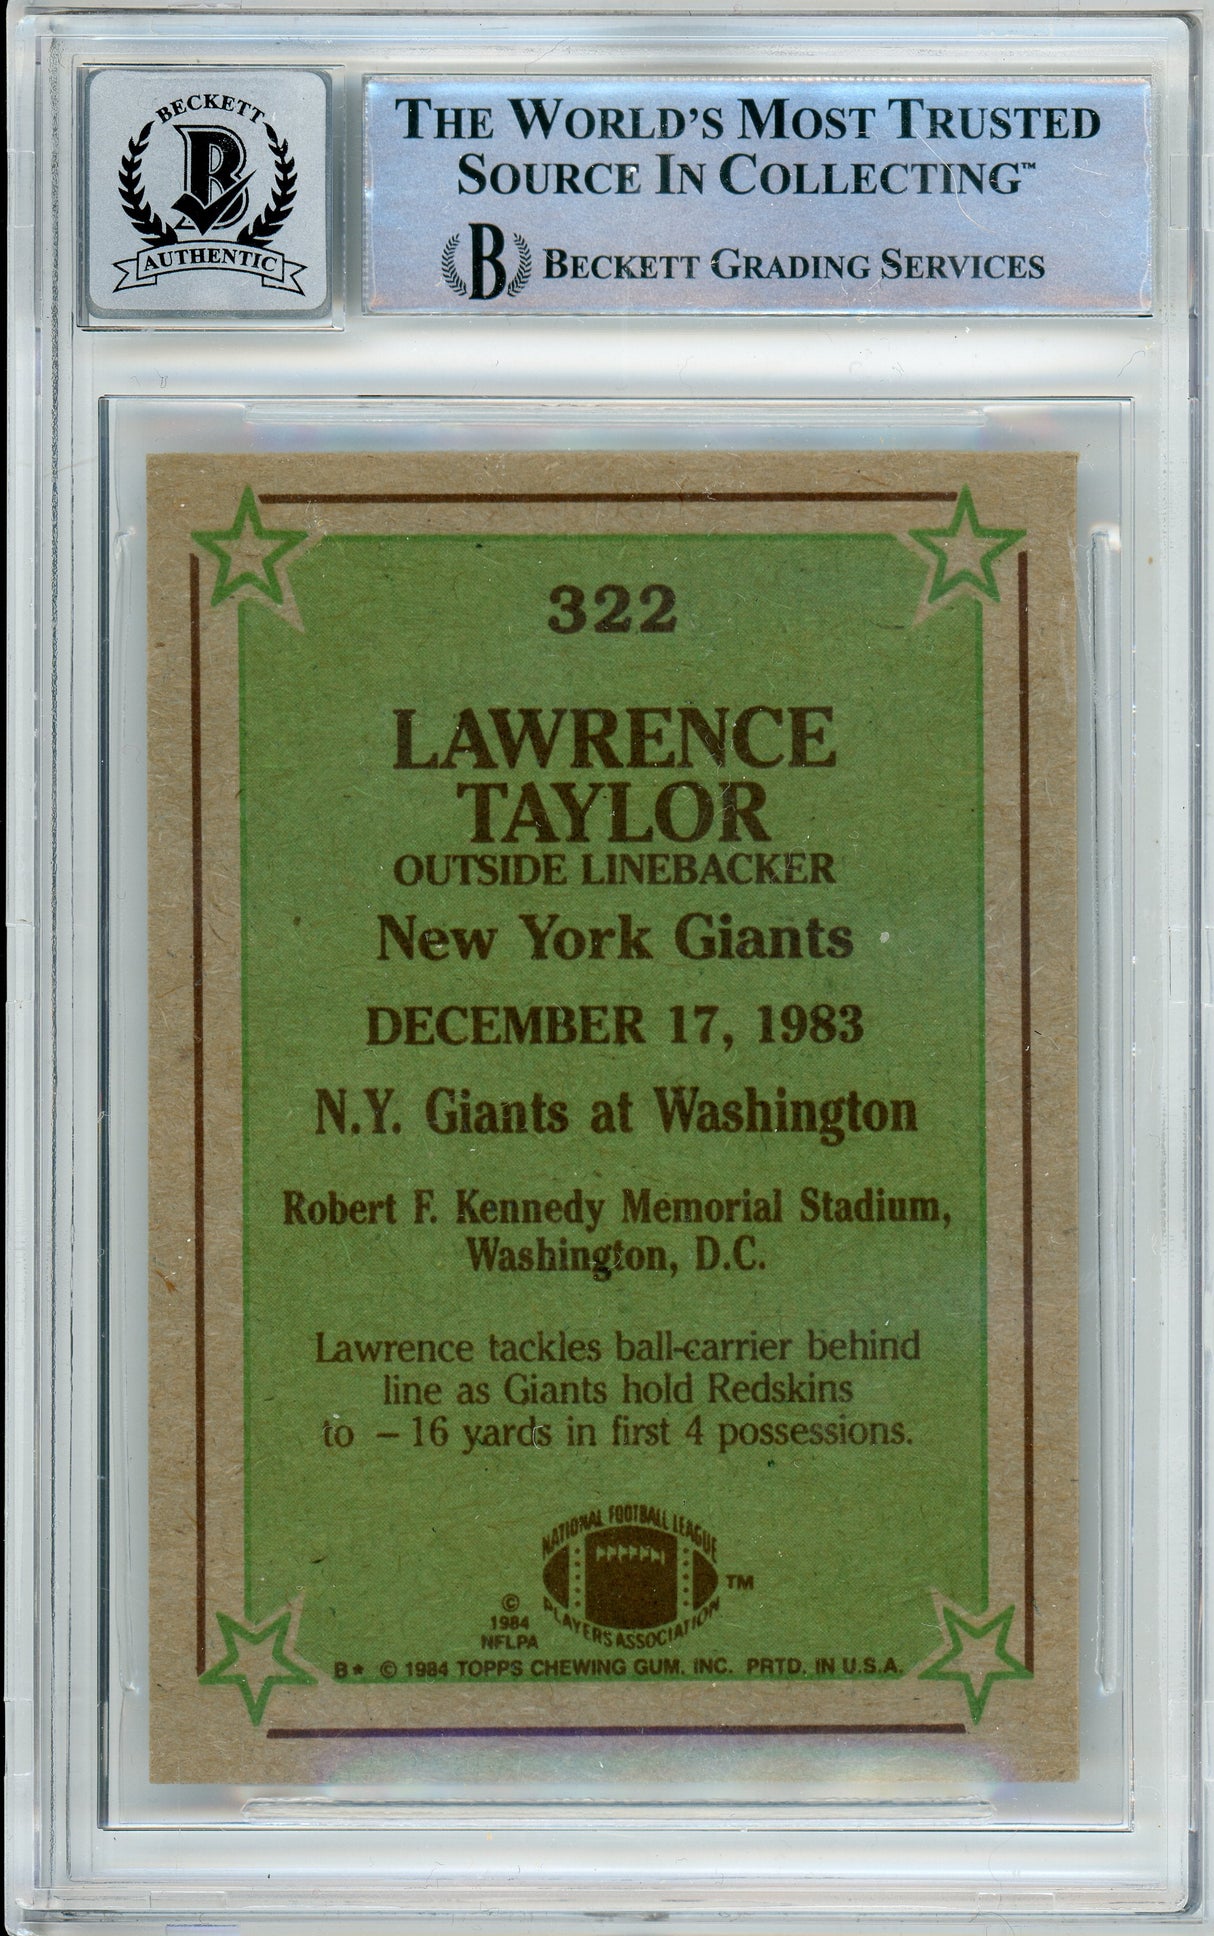 BECKETT
B
AUTHENTIC
THE WORLD'S MOST TRUSTED
SOURCE IN COLLECTING™
B BECKETT GRADING SERVICES
322
LAWRENCE
TAYLOR
OUTSIDE LINEBACKER
New York Giants
DECEMBER 17, 1983
N.Y. Giants at Washington
Robert F. Kennedy Memorial Stadium,
Washington, D.C.
Lawrence tackles ball-carrier behind
line as Giants hold Redskins
to – 16 yards in first 4 possessions.
NATIONAL FOOTBALL LEAGUE
PLAYERS ASSOCIATION
TM
©
1984
NFLPA
B★ © 1984 TOPPS CHEWING GUM, INC. PRTD. IN U.S.A.